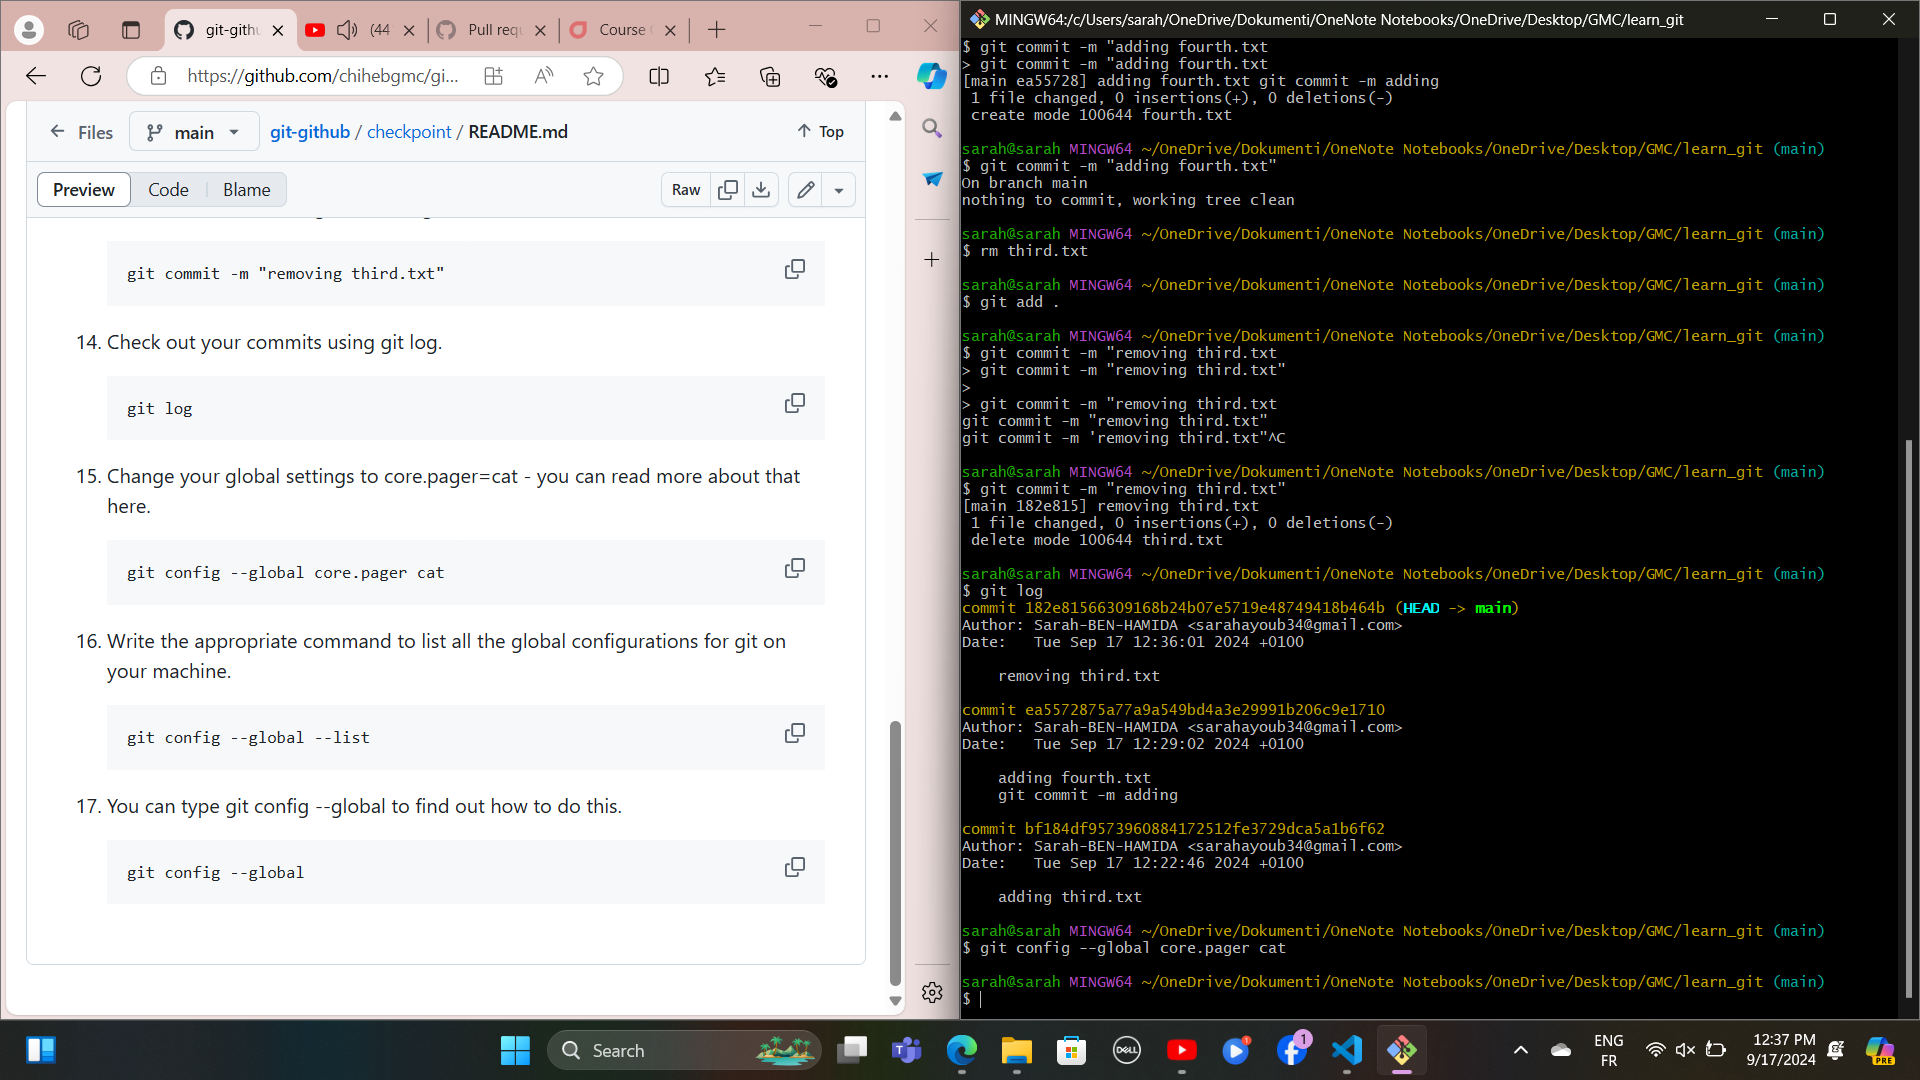 git-githu
(44
Pull requ
Course
https://github.com/chihebgmc/gi...
Files
main
git-github / checkpoint / README.md
Top
Preview
Code
Blame
Raw
git commit -m "removing third.txt"
14. Check out your commits using git log.
git log
15. Change your global settings to core.pager=cat - you can read more about that
here.
git config --global core.pager cat
16. Write the appropriate command to list all the global configurations for git on
your machine.
git config --global --list
17. You can type git config --global to find out how to do this.
git config --global
MINGW64:/c/Users/sarah/OneDrive/Dokumenti/OneNote Notebooks/OneDrive/Desktop/GMC/learn_git
$ git commit -m "adding fourth.txt
> git commit -m "adding fourth.txt
[main ea55728] adding fourth.txt git commit -m adding
1 file changed, 0 insertions(+), 0 deletions(-)
create mode 100644 fourth.txt
sarah@sarah MINGW64 ~/OneDrive/Dokumenti/OneNote Notebooks/OneDrive/Desktop/GMC/learn_git (main)
$ git commit -m "adding fourth.txt"
On branch main
nothing to commit, working tree clean
sarah@sarah MINGW64 ~/OneDrive/Dokumenti/OneNote Notebooks/OneDrive/Desktop/GMC/learn_git (main)
$ rm third.txt
sarah@sarah MINGW64 ~/OneDrive/Dokumenti/OneNote Notebooks/OneDrive/Desktop/GMC/learn_git (main)
$ git add .
sarah@sarah MINGW64 ~/OneDrive/Dokumenti/OneNote Notebooks/OneDrive/Desktop/GMC/learn_git (main)
$ git commit -m "removing third.txt
> git commit -m "removing third.txt"
>
> git commit -m "removing third.txt
git commit -m "removing third.txt"
git commit -m 'removing third.txt"^C
sarah@sarah MINGW64 ~/OneDrive/Dokumenti/OneNote Notebooks/OneDrive/Desktop/GMC/learn_git (main)
$ git commit -m "removing third.txt"
[main 182e815] removing third.txt
1 file changed, 0 insertions(+), 0 deletions(-)
delete mode 100644 third.txt
sarah@sarah MINGW64 ~/OneDrive/Dokumenti/OneNote Notebooks/OneDrive/Desktop/GMC/learn_git (main)
$ git log
commit 182e81566309168b24b07e5719e48749418b464b (HEAD -> main)
Author: Sarah-BEN-HAMIDA <sarahayoub34@gmail.com>
Date:   Tue Sep 17 12:36:01 2024 +0100
removing third.txt
commit ea5572875a77a9a549bd4a3e29991b206c9e1710
Author: Sarah-BEN-HAMIDA <sarahayoub34@gmail.com>
Date:   Tue Sep 17 12:29:02 2024 +0100
adding fourth.txt
git commit -m adding
commit bf184df9573960884172512fe3729dca5a1b6f62
Author: Sarah-BEN-HAMIDA <sarahayoub34@gmail.com>
Date:   Tue Sep 17 12:22:46 2024 +0100
adding third.txt
sarah@sarah MINGW64 ~/OneDrive/Dokumenti/OneNote Notebooks/OneDrive/Desktop/GMC/learn_git (main)
$ git config --global core.pager cat
sarah@sarah MINGW64 ~/OneDrive/Dokumenti/OneNote Notebooks/OneDrive/Desktop/GMC/learn_git (main)
$
Search
DELL
1
ENG
FR
12:37 PM
9/17/2024
PRE